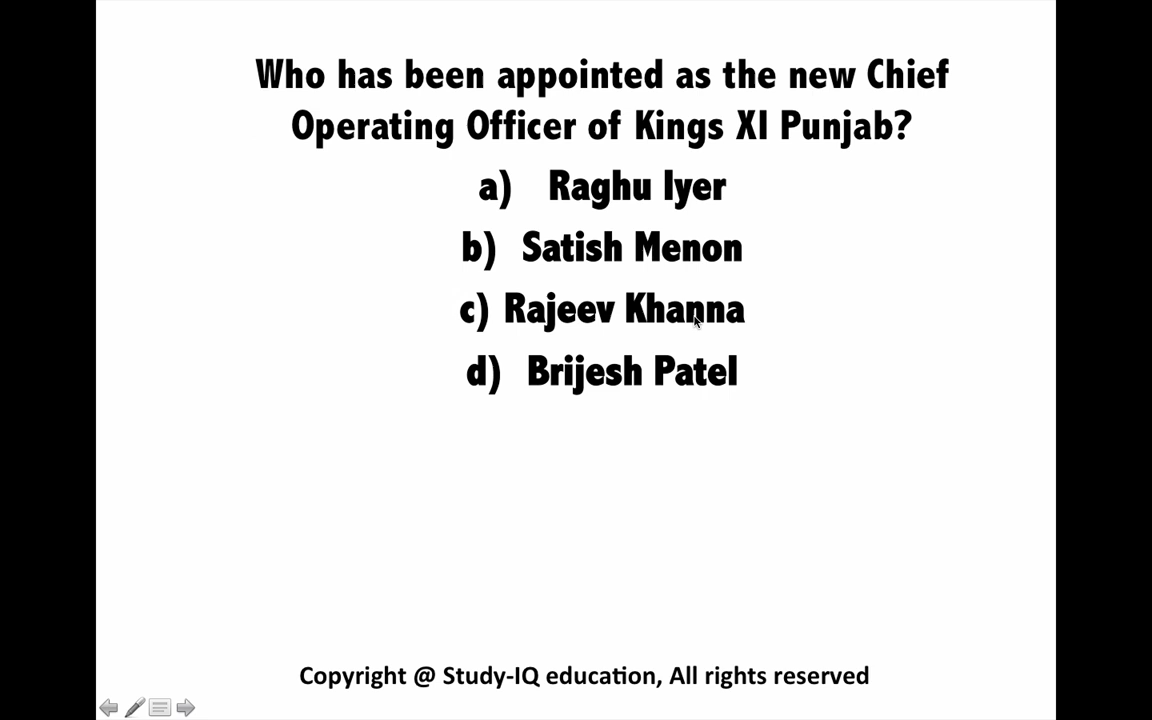 Who has been appointed as the new Chief
Operating Officer of Kings XI Punjab?
a) Raghu Iyer
b) Satish Menon
c) Rajeev Khanna
d) Brijesh Patel
Copyright @ Study-IQ education, All rights reserved